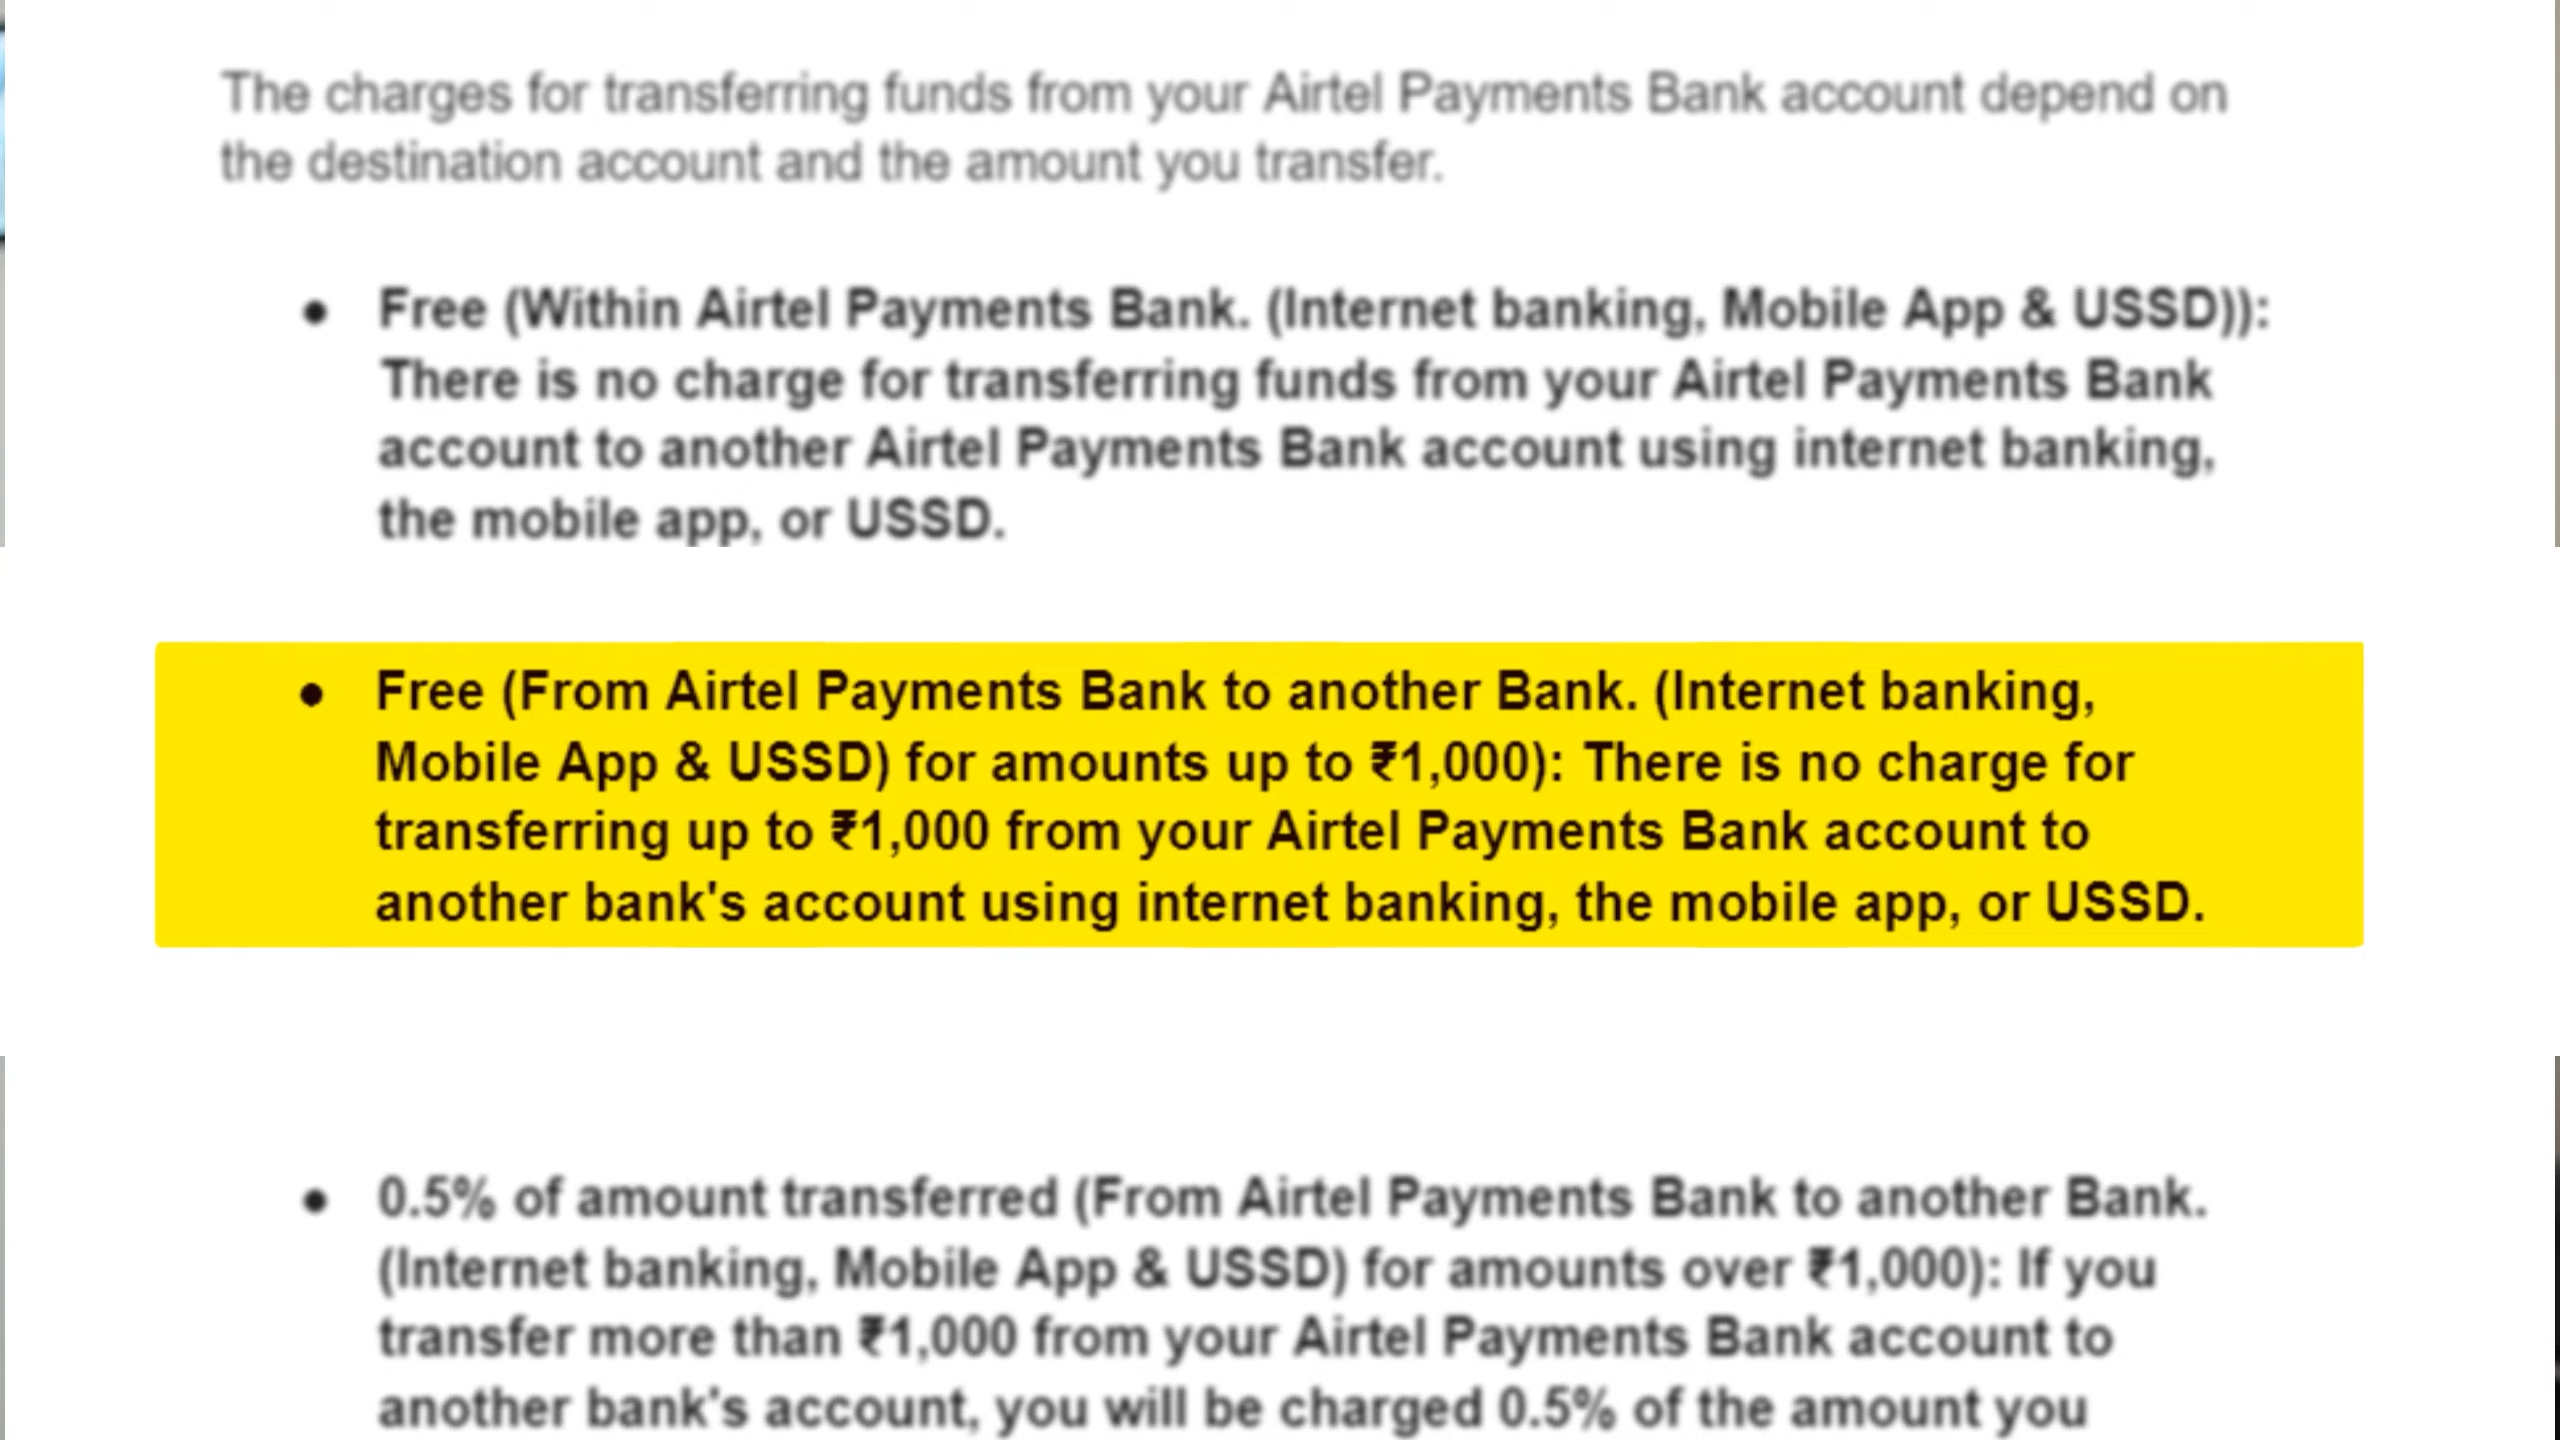 The charges for transferring funds from your Airtel Payments Bank account depend on
the destination account and the amount you transfer.
● Free (Within Airtel Payments Bank. (Internet banking, Mobile App & USSD)):
There is no charge for transferring funds from your Airtel Payments Bank
account to another Airtel Payments Bank account using internet banking,
the mobile app, or USSD.
● Free (From Airtel Payments Bank to another Bank. (Internet banking,
Mobile App & USSD) for amounts up to ₹1,000): There is no charge for
transferring up to ₹1,000 from your Airtel Payments Bank account to
another bank's account using internet banking, the mobile app, or USSD.
● 0.5% of amount transferred (From Airtel Payments Bank to another Bank.
(Internet banking, Mobile App & USSD) for amounts over ₹1,000): If you
transfer more than ₹1,000 from your Airtel Payments Bank account to
another bank's account, you will be charged 0.5% of the amount you